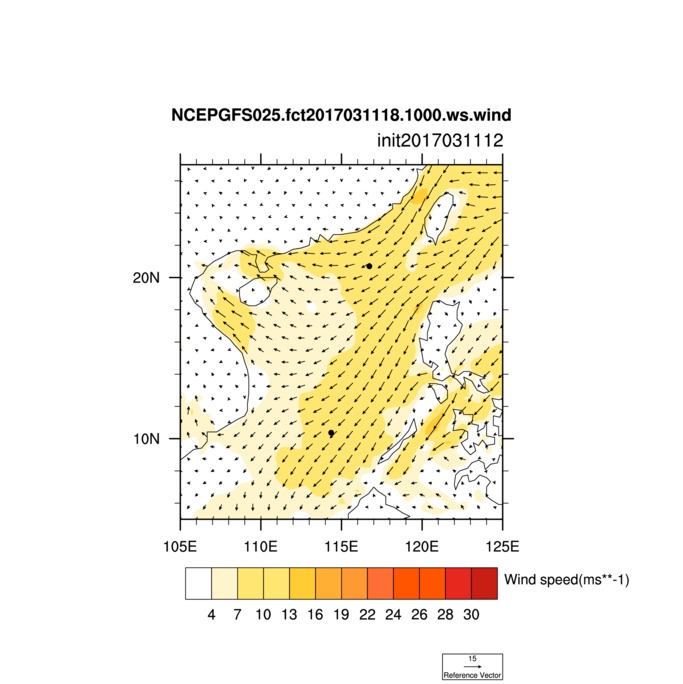 NCEPGFS025.fct2017031118.1000.ws.wind
init2017031112
20N
10N
105E 110E 115E 120E 125E
Wind speed(ms**-1)
4 7 10 13 16 19 22 24 26 28 30
15
Reference Vector